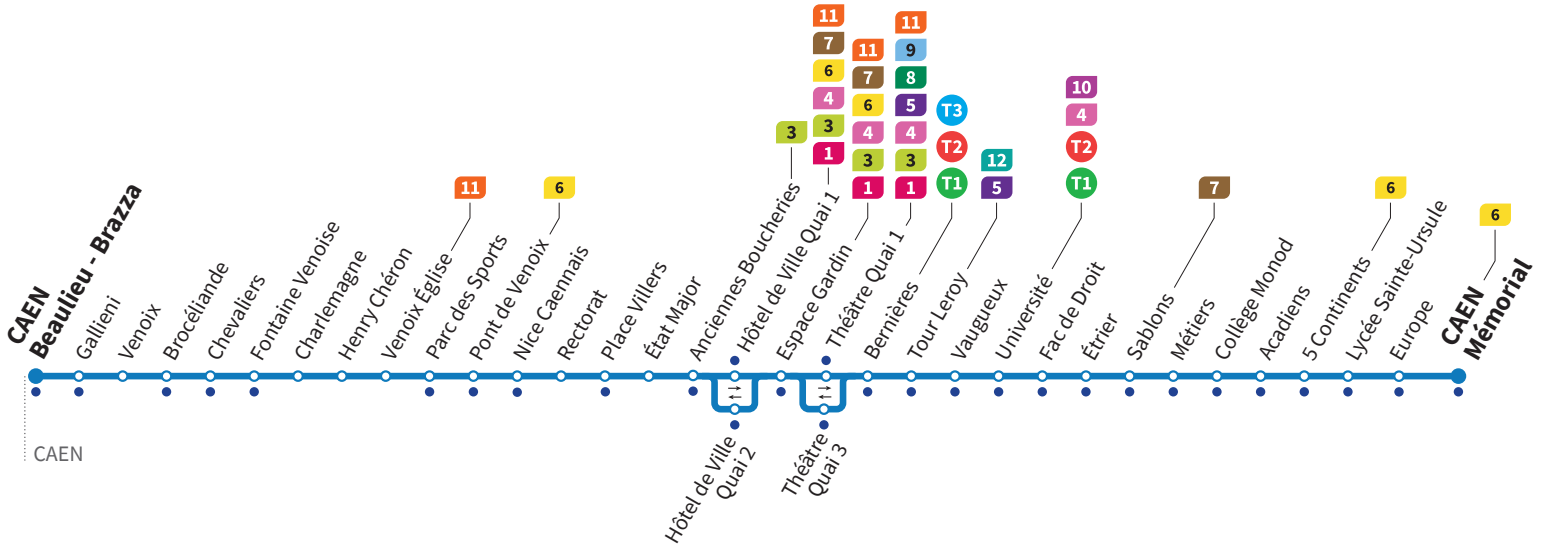 CAEN
Beaulieu - Brazza
Gallieni
Venoix
Brocéliande
Chevaliers
Fontaine Venoise
Charlemagne
Henry Chéron
Venoix Église
11
Parc des Sports
Pont de Venoix
6
Nice Caennais
Rectorat
Place Villers
État Major
Anciennes Boucheries
3
Hôtel de Ville Quai 1
11
7
6
4
3
1
Espace Gardin
11
7
6
4
3
1
Théâtre Quai 1
11
9
8
5
4
3
1
Bernières
T3
T2
T1
Tour Leroy
12
5
Vaugueux
Université
10
4
T2
T1
Fac de Droit
Étrier
Sablons
7
Métiers
Collège Monod
Acadiens
5 Continents
6
Lycée Sainte-Ursule
Europe
CAEN
Mémorial
6
Hôtel de Ville
Quai 2
Théâtre
Quai 3
CAEN